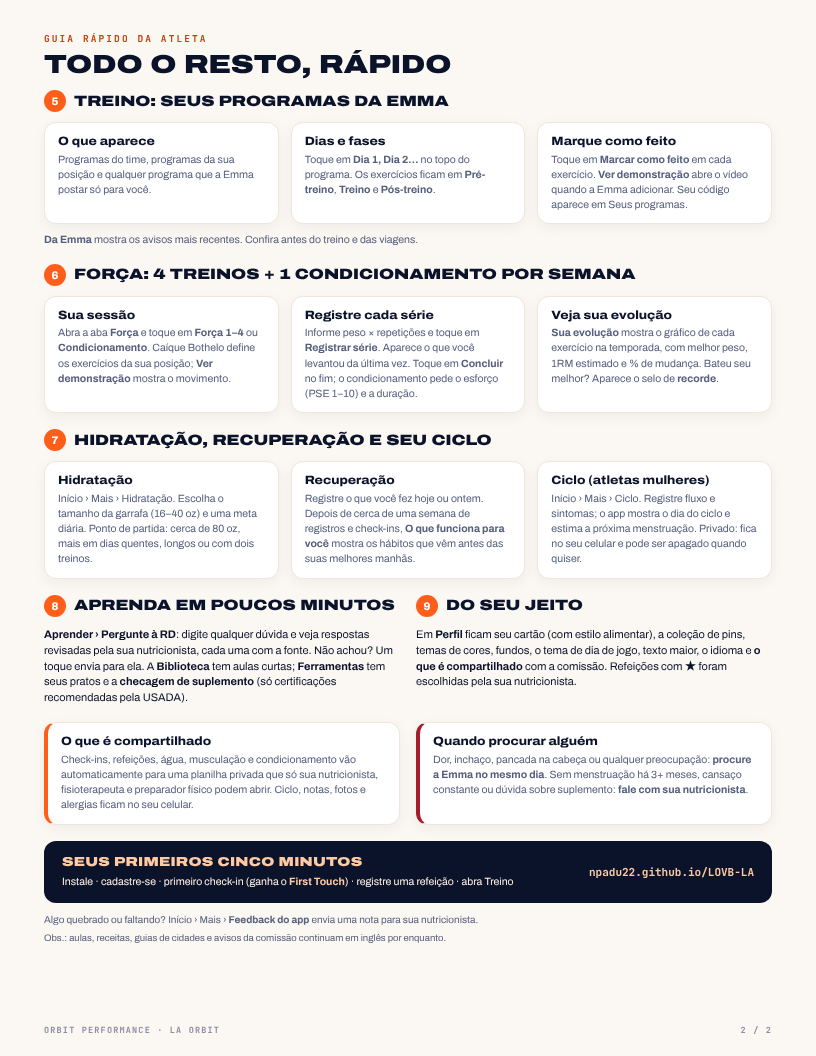 GUIA RÁPIDO DA ATLETA
TODO O RESTO, RÁPIDO
5 TREINO: SEUS PROGRAMAS DA EMMA
O que aparece
Programas do time, programas da sua
posição e qualquer programa que a Emma
postar só para você.
Dias e fases
Toque em Dia 1, Dia 2... no topo do
programa. Os exercícios ficam em Pré-
treino, Treino e Pós-treino.
Marque como feito
Toque em Marcar como feito em cada
exercício. Ver demonstração abre o vídeo
quando a Emma adicionar. Seu código
aparece em Seus programas.
Da Emma mostra os avisos mais recentes. Confira antes do treino e das viagens.
6 FORÇA: 4 TREINOS + 1 CONDICIONAMENTO POR SEMANA
Sua sessão
Abra a aba Força e toque em Força 1–4 ou
Condicionamento. Caíque Bothelo define
os exercícios da sua posição; Ver
demonstração mostra o movimento.
Registre cada série
Informe peso × repetições e toque em
Registrar série. Aparece o que você
levantou da última vez. Toque em Concluir
no fim; o condicionamento pede o esforço
(PSE 1–10) e a duração.
Veja sua evolução
Sua evolução mostra o gráfico de cada
exercício na temporada, com melhor peso,
1RM estimado e % de mudança. Bateu seu
melhor? Aparece o selo de recorde.
7 HIDRATAÇÃO, RECUPERAÇÃO E SEU CICLO
Hidratação
Início › Mais › Hidratação. Escolha o
tamanho da garrafa (16–40 oz) e uma meta
diária. Ponto de partida: cerca de 80 oz,
mais em dias quentes, longos ou com dois
treinos.
Recuperação
Registre o que você fez hoje ou ontem.
Depois de cerca de uma semana de
registros e check-ins, O que funciona para
você mostra os hábitos que vêm antes das
suas melhores manhãs.
Ciclo (atletas mulheres)
Início › Mais › Ciclo. Registre fluxo e
sintomas; o app mostra o dia do ciclo e
estima a próxima menstruação. Privado: fica
no seu celular e pode ser apagado quando
quiser.
8 APRENDA EM POUCOS MINUTOS
Aprender › Pergunte à RD: digite qualquer dúvida e veja respostas
revisadas pela sua nutricionista, cada uma com a fonte. Não achou? Um
toque envia para ela. A Biblioteca tem aulas curtas; Ferramentas tem
seus pratos e a checagem de suplemento (só certificações
recomendadas pela USADA).
9 DO SEU JEITO
Em Perfil ficam seu cartão (com estilo alimentar), a coleção de pins,
temas de cores, fundos, o tema de dia de jogo, texto maior, o idioma e o
que é compartilhado com a comissão. Refeições com ★ foram
escolhidas pela sua nutricionista.
O que é compartilhado
Check-ins, refeições, água, musculação e condicionamento vão
automaticamente para uma planilha privada que só sua nutricionista,
fisioterapeuta e preparador físico podem abrir. Ciclo, notas, fotos e
alergias ficam no seu celular.
Quando procurar alguém
Dor, inchaço, pancada na cabeça ou qualquer preocupação: procure
a Emma no mesmo dia. Sem menstruação há 3+ meses, cansaço
constante ou dúvida sobre suplemento: fale com sua nutricionista.
SEUS PRIMEIROS CINCO MINUTOS
Instale · cadastre-se · primeiro check-in (ganha o First Touch) · registre uma refeição · abra Treino
npadu22.github.io/LOVB-LA
Algo quebrado ou faltando? Início › Mais › Feedback do app envia uma nota para sua nutricionista.
Obs.: aulas, receitas, guias de cidades e avisos da comissão continuam em inglês por enquanto.
ORBIT PERFORMANCE · LA ORBIT
2 / 2